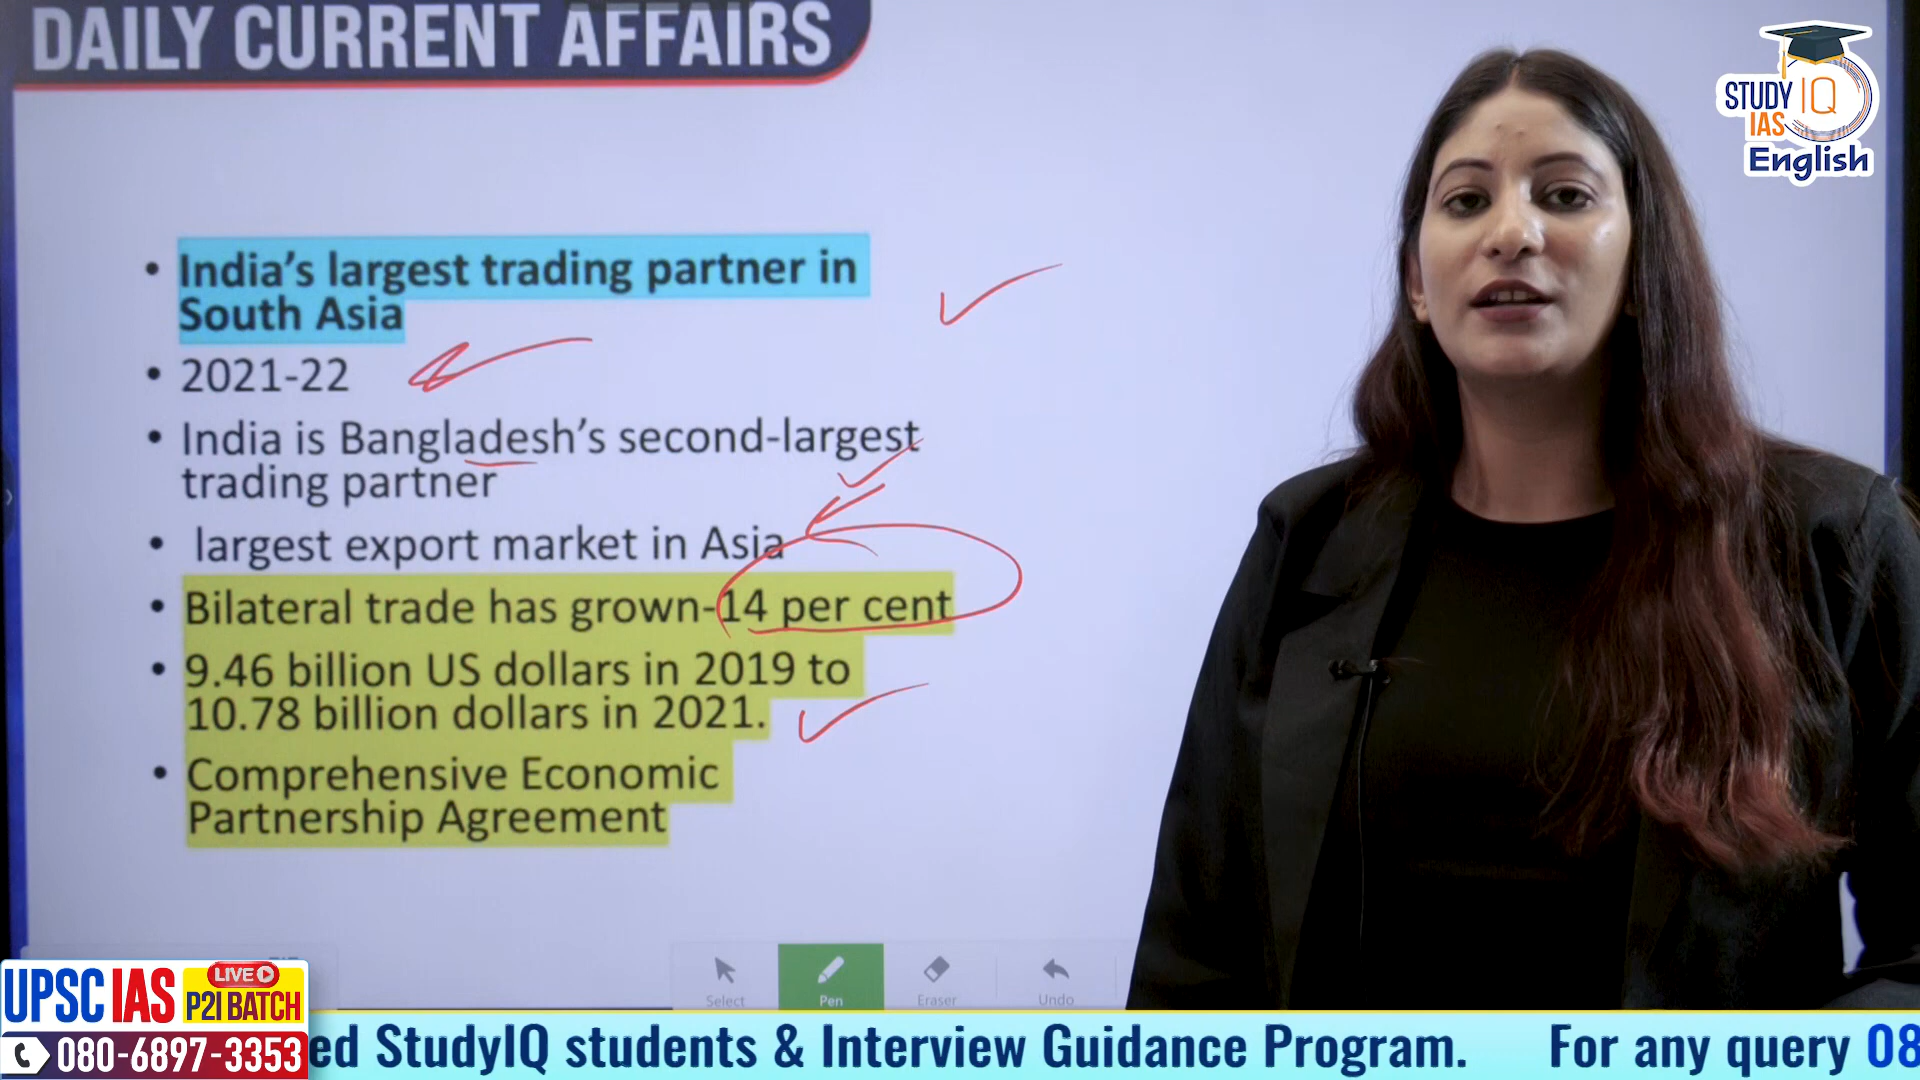 DAILY CURRENT AFFAIRS
STUDY IQ
IAS
English
• India's largest trading partner in
South Asia
• 2021-22
• India is Bangladesh's second-largest
trading partner
• largest export market in Asia
• Bilateral trade has grown-14 per cent
• 9.46 billion US dollars in 2019 to
10.78 billion dollars in 2021.
• Comprehensive Economic
Partnership Agreement
Select
Pen
Eraser
Undo
UPSC IAS
LIVE
P2I BATCH
080-6897-3353
ed StudyIQ students & Interview Guidance Program. For any query 08